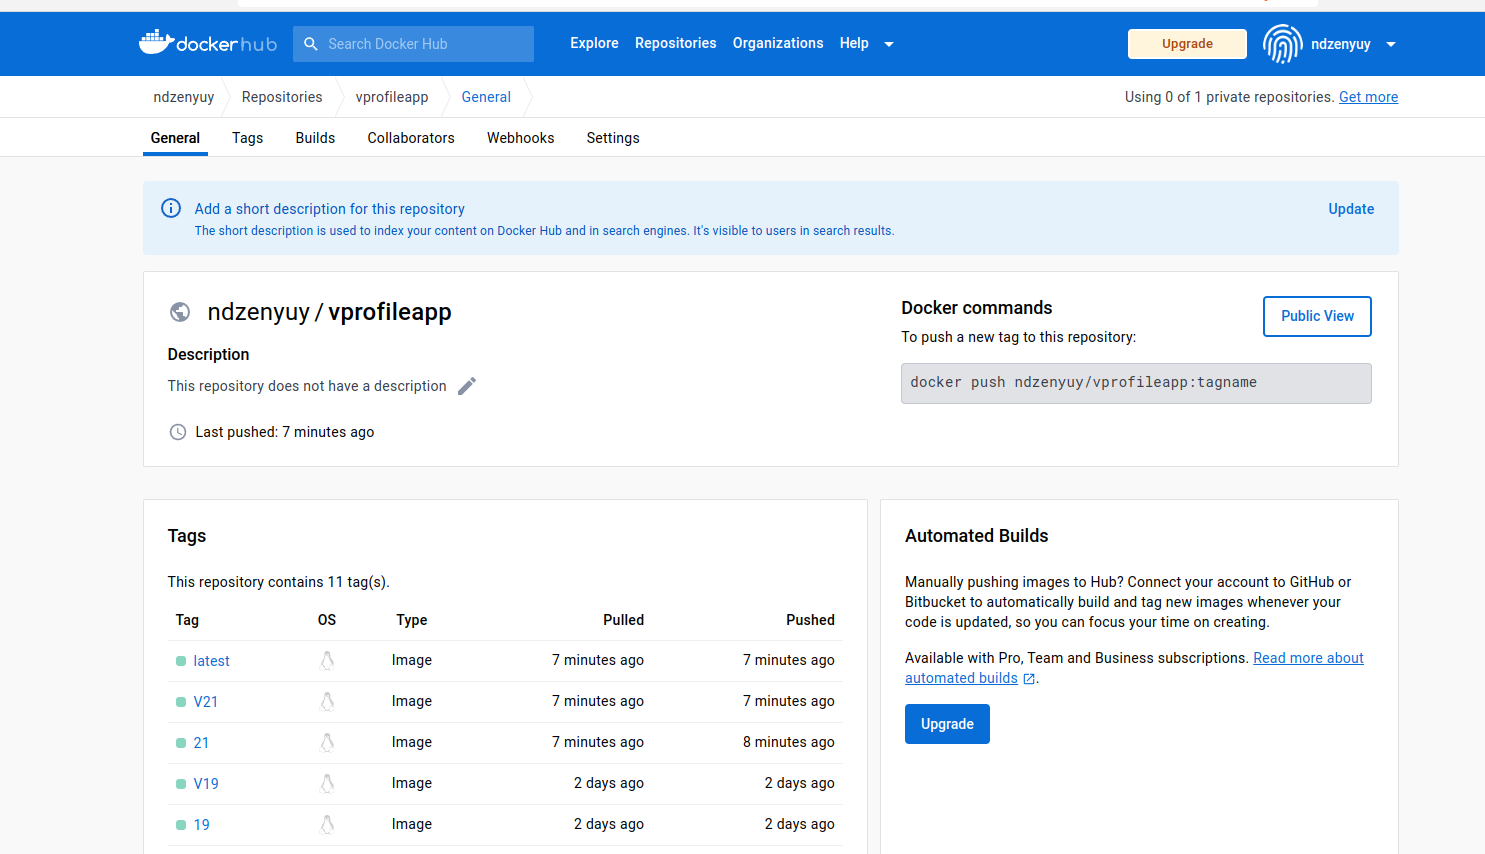 docker hub
Search Docker Hub
Explore Repositories Organizations Help
Upgrade
ndzenyuy
ndzenyuy Repositories vprofileapp General
Using 0 of 1 private repositories. Get more
General Tags Builds Collaborators Webhooks Settings
Add a short description for this repository
Update
The short description is used to index your content on Docker Hub and in search engines. It's visible to users in search results.
ndzenyuy / vprofileapp
Description
This repository does not have a description
Last pushed: 7 minutes ago
Docker commands
Public View
To push a new tag to this repository:
docker push ndzenyuy/vprofileapp:tagname
Tags
This repository contains 11 tag(s).
Tag OS Type Pulled Pushed
latest Image 7 minutes ago 7 minutes ago
V21 Image 7 minutes ago 7 minutes ago
21 Image 7 minutes ago 8 minutes ago
V19 Image 2 days ago 2 days ago
19 Image 2 days ago 2 days ago
Automated Builds
Manually pushing images to Hub? Connect your account to GitHub or
Bitbucket to automatically build and tag new images whenever your
code is updated, so you can focus your time on creating.
Available with Pro, Team and Business subscriptions. Read more about
automated builds .
Upgrade